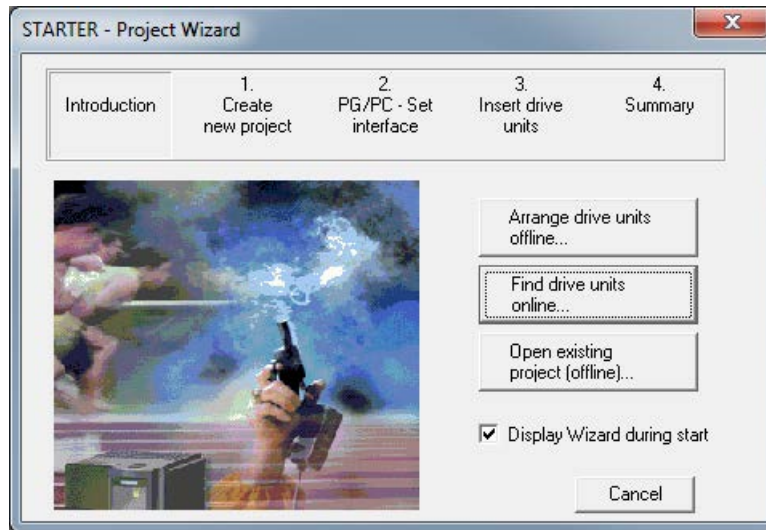 STARTER - Project Wizard
Introduction
1.
Create
new project
2.
PG/PC - Set
interface
3.
Insert drive
units
4.
Summary
Arrange drive units
offline...
Find drive units
online...
Open existing
project (offline)...
Display Wizard during start
Cancel